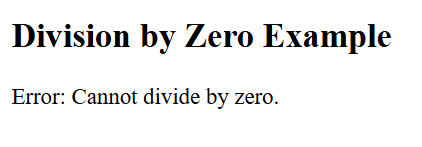 Division by Zero Example
Error: Cannot divide by zero.